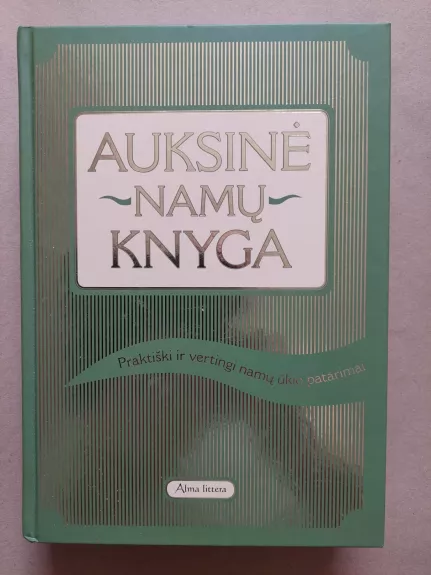 AUKSINĖ
NAMŲ
KNYGA
Praktiški ir vertingi namų ūkio patarimai
Alma littera